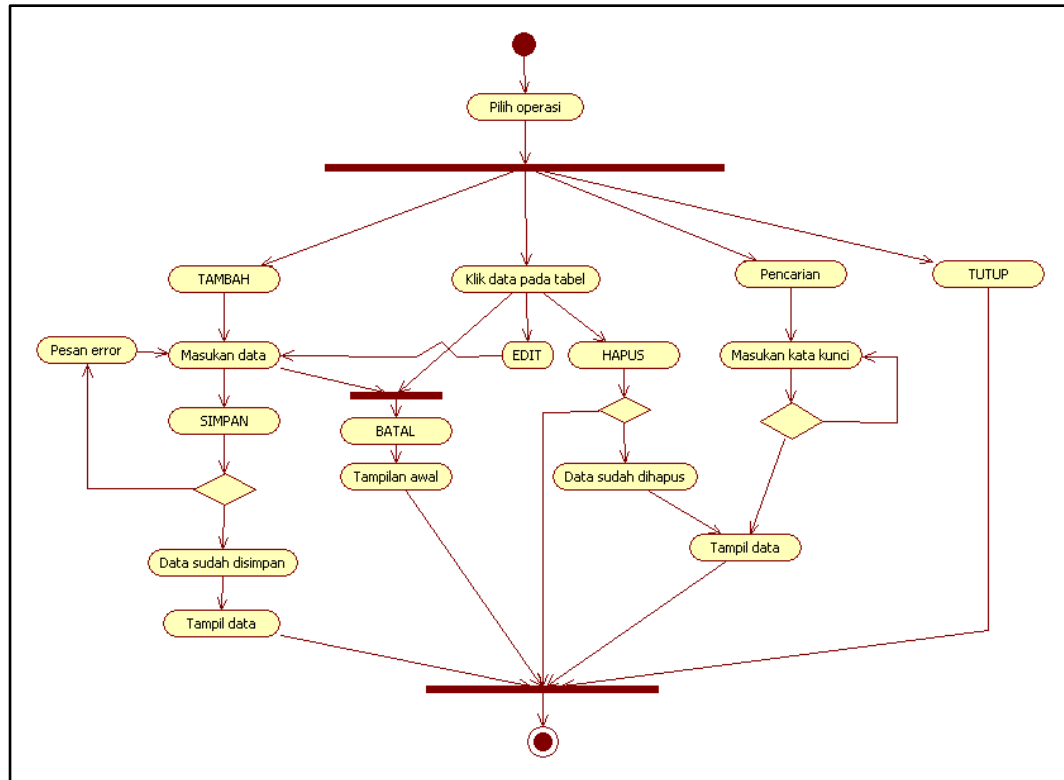 Pilih operasi
TAMBAH
Klik data pada tabel
Pencarian
TUTUP
Pesan error
Masukan data
EDIT
HAPUS
Masukan kata kunci
SIMPAN
BATAL
Tampilan awal
Data sudah dihapus
Tampil data
Data sudah disimpan
Tampil data